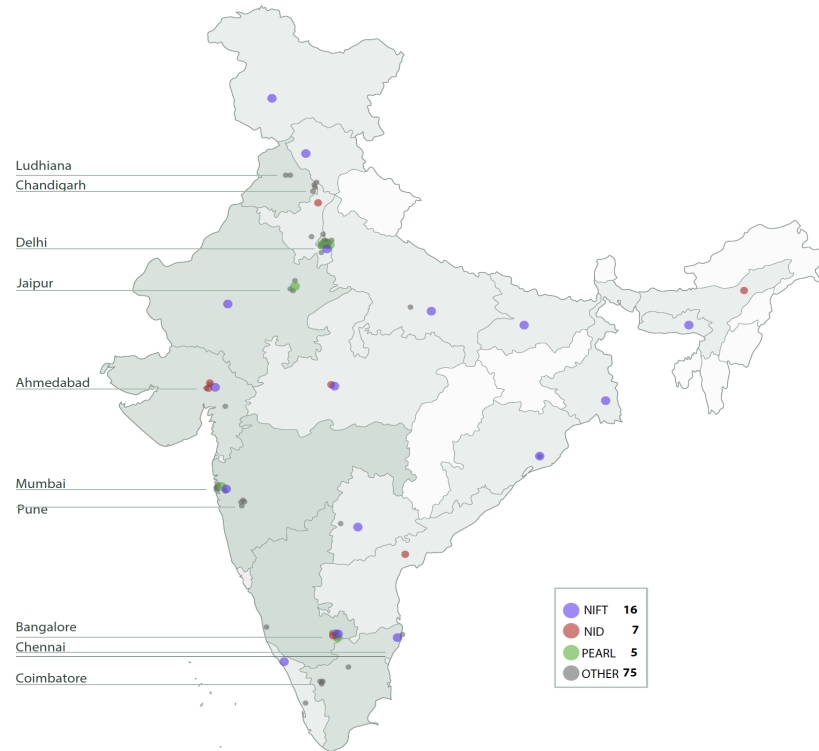 Ludhiana
Chandigarh
Delhi
Jaipur
Ahmedabad
Mumbai
Pune
Bangalore
Chennai
Coimbatore
NIFT 16
NID 7
PEARL 5
OTHER 75